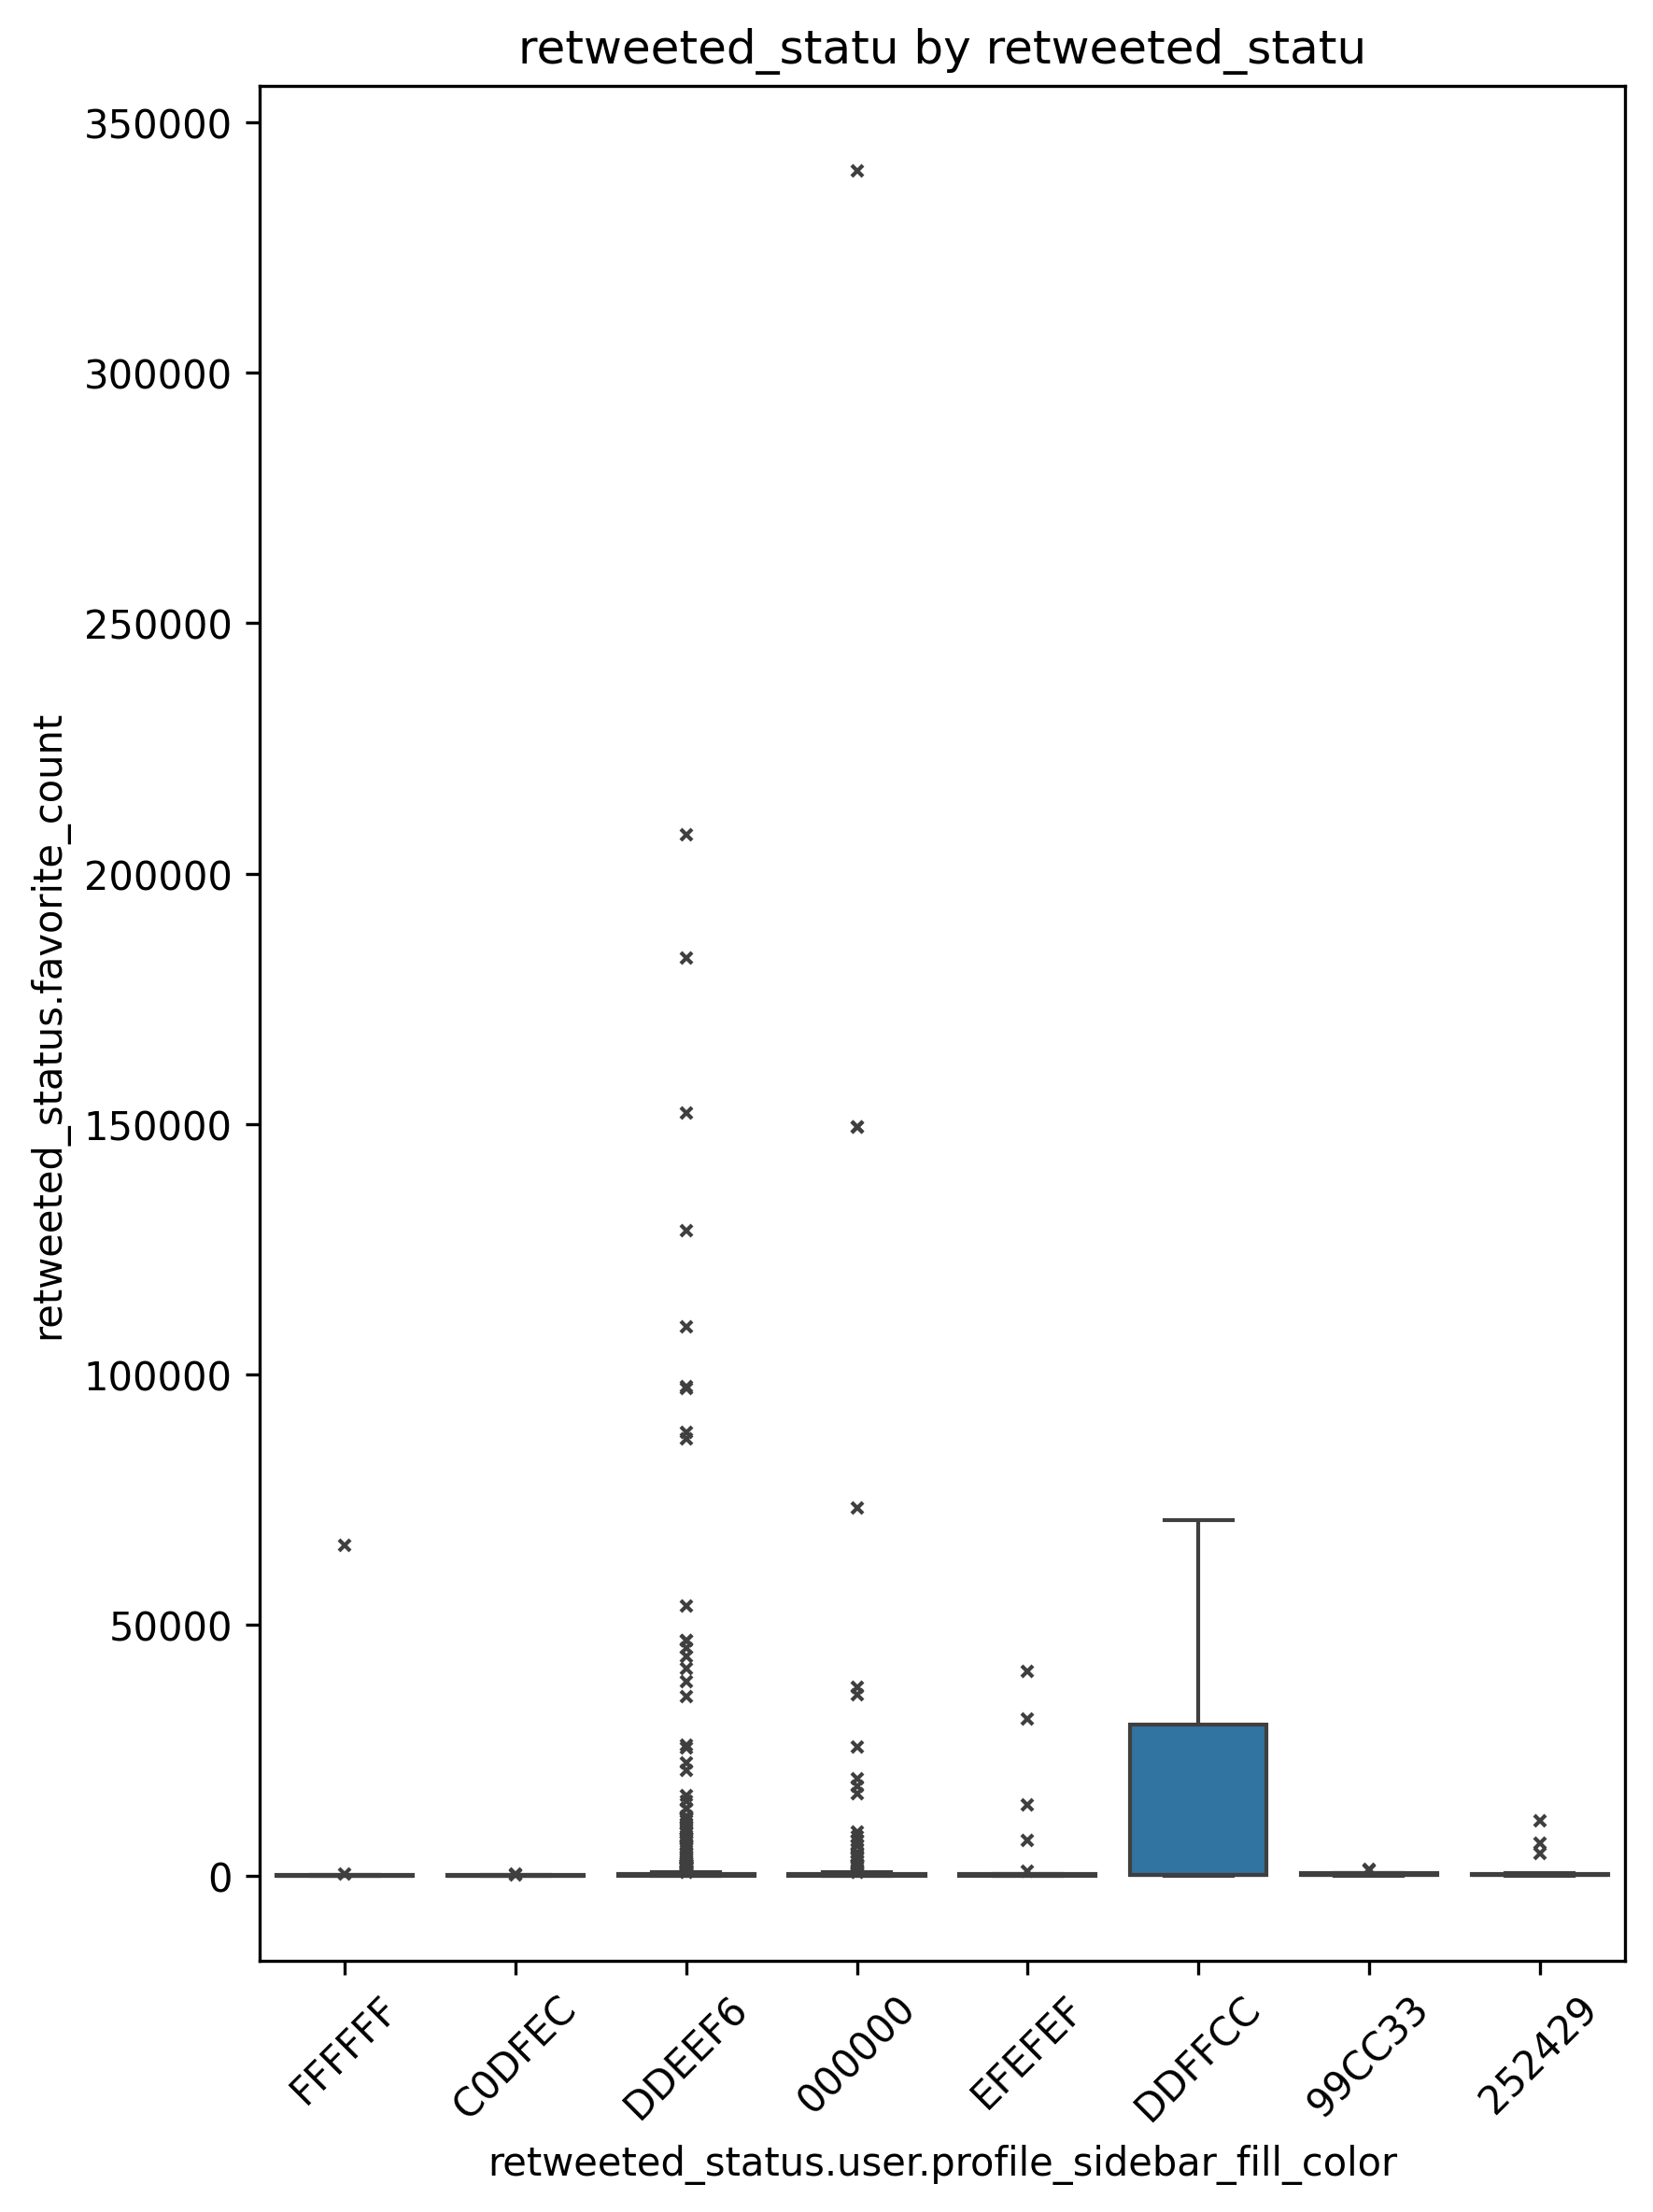 retweeted_statu by retweeted_statu
retweeted_status.favorite_count
350000
300000
250000
200000
150000
100000
50000
0
FFFFFF
C0DFEC
DDEEF6
000000
EFEFEF
DDFFCC
99CC33
252429
retweeted_status.user.profile_sidebar_fill_color